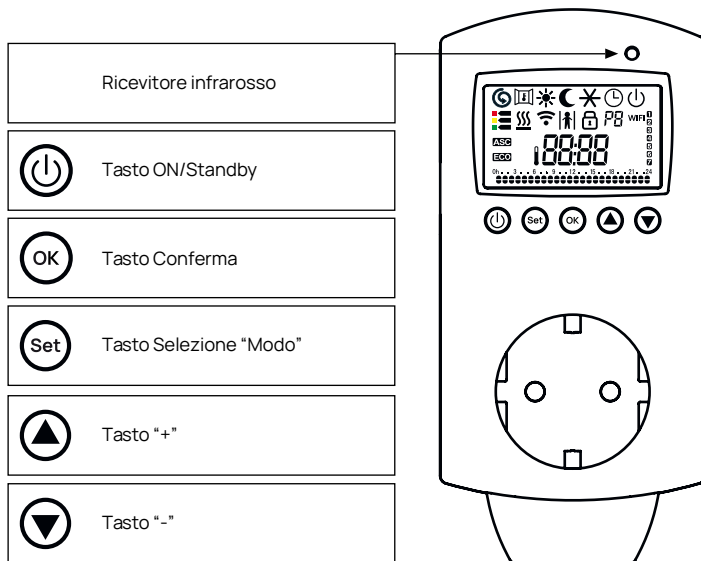 Ricevitore infrarosso
Tasto ON/Standby
OK
Tasto Conferma
Set
Tasto Selezione “Modo”
Tasto “+”
Tasto “-”
P8 WIFI 1
2
3
ASC
4
5
88:88
6
ECO
7
0h . . 3 . . 6 . . 9 . . 12 . . 15 . . 18 . . 21 . . 24
Set OK